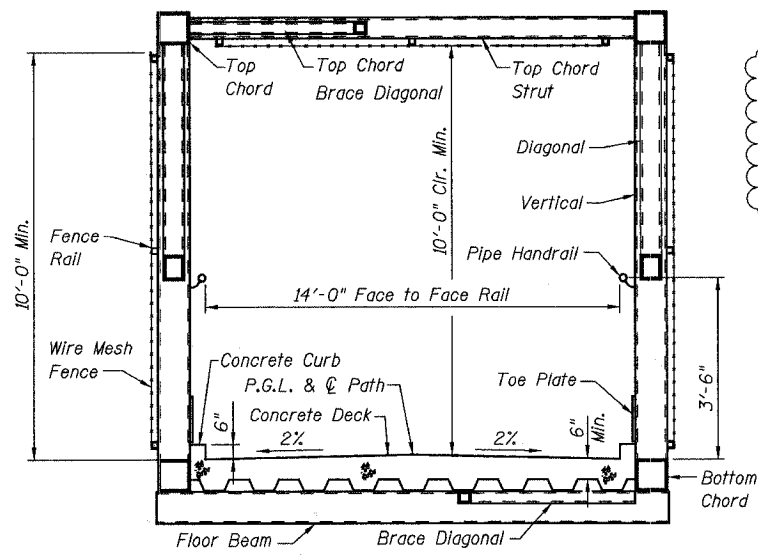 Top
Chord
Top Chord
Brace Diagonal
Top Chord
Strut
10'-0" Min.
10'-0" Clr. Min.
Diagonal
Vertical
Fence
Rail
Pipe Handrail
14'-0" Face to Face Rail
Wire Mesh
Fence
Concrete Curb
P.G.L. & ℄ Path
Concrete Deck
Toe Plate
3'-6"
6"
2%
2%
6"
Min.
Bottom
Chord
Floor Beam
Brace Diagonal